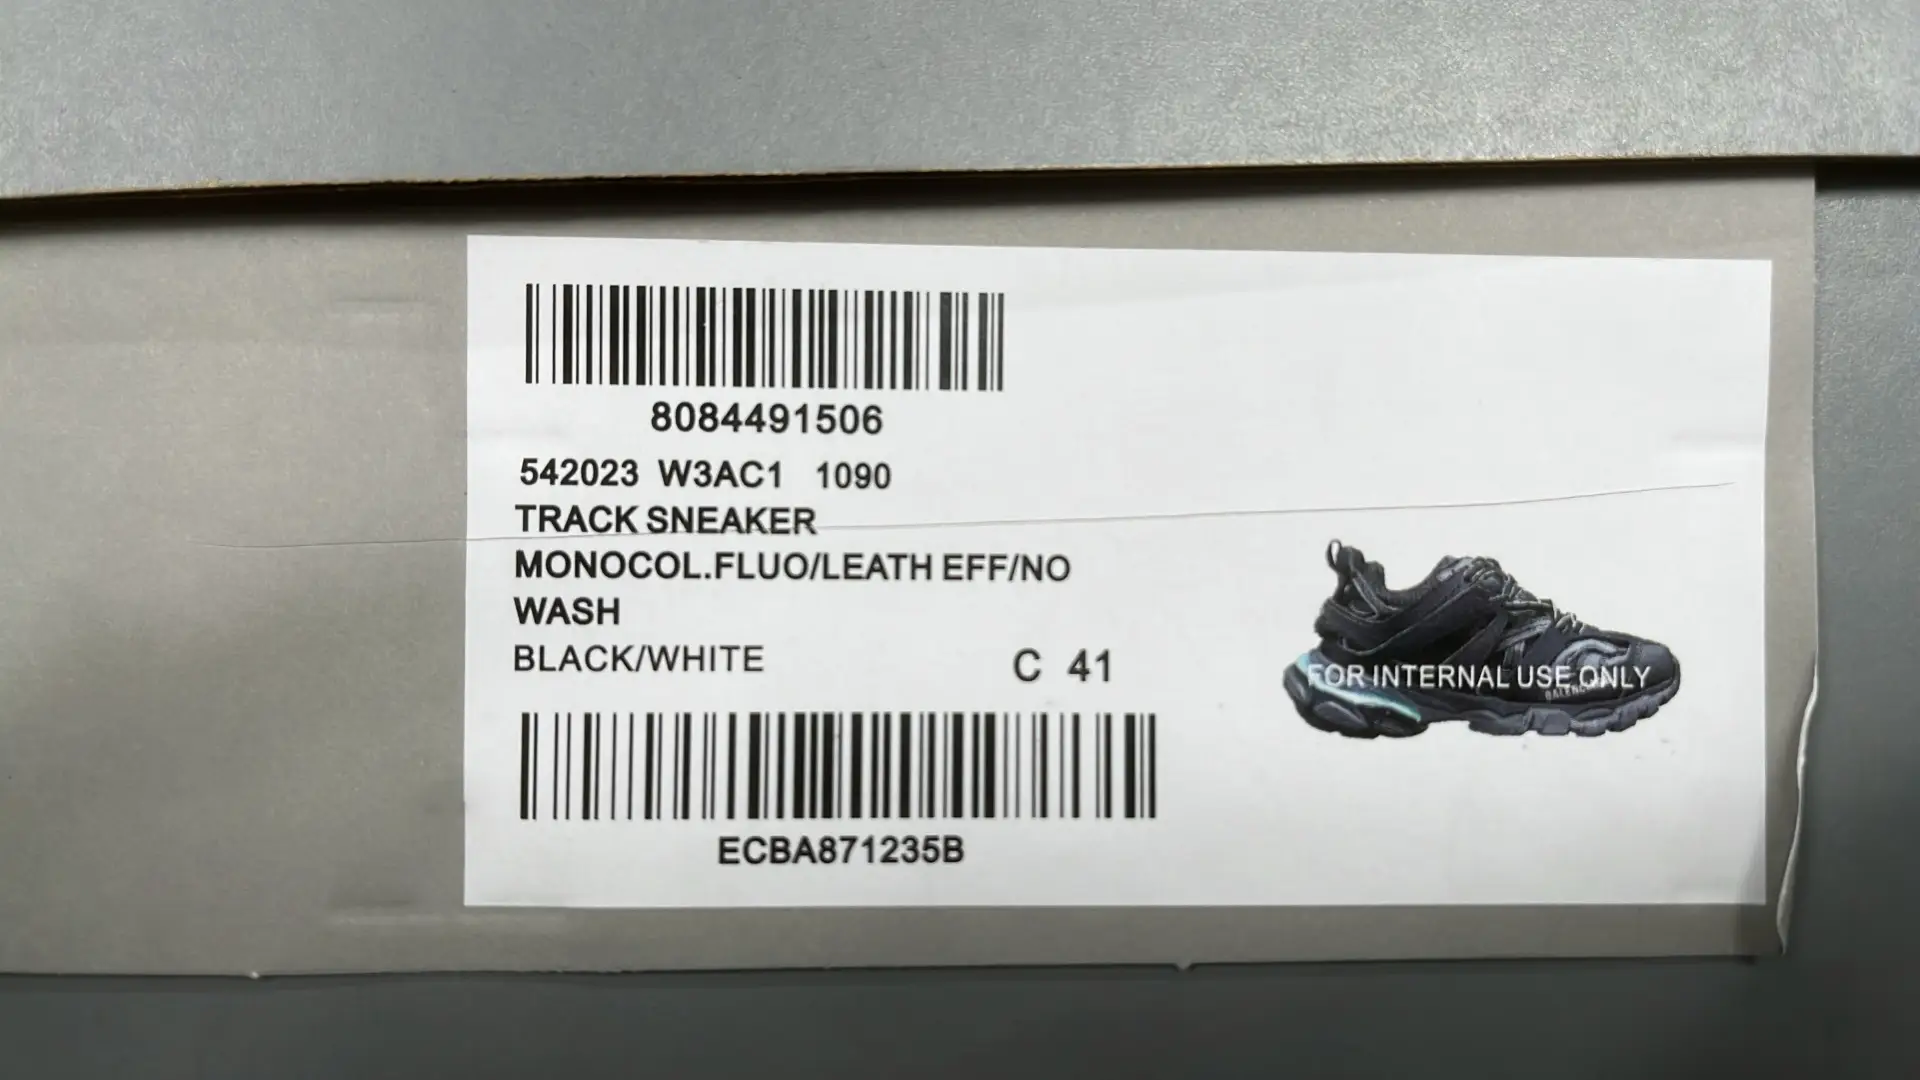 8084491506
542023 W3AC1 1090
TRACK SNEAKER
MONOCOL.FLUO/LEATH EFF/NO
WASH
BLACK/WHITE C 41
FOR INTERNAL USE ONLY
ECBA871235B